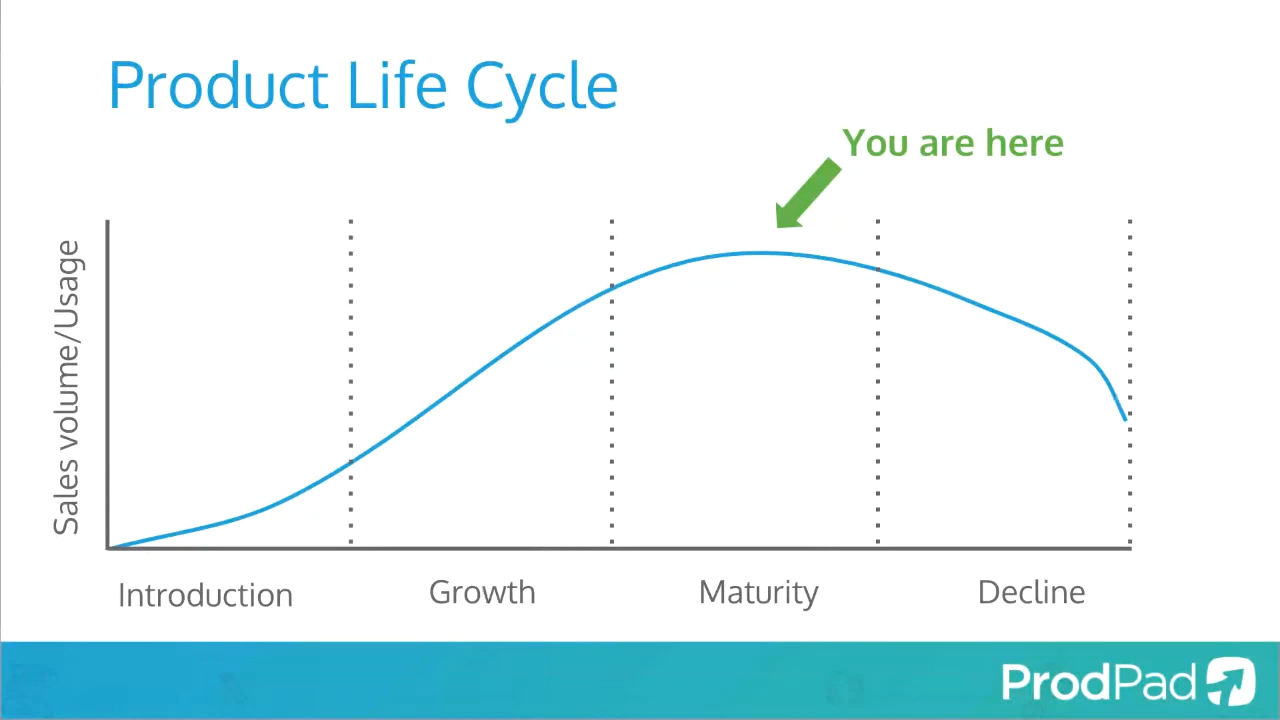 Product Life Cycle
You are here
Sales volume/Usage
Introduction
Growth
Maturity
Decline
ProdPad